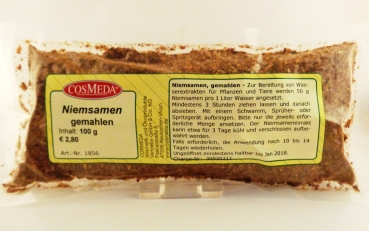 COSMEDA
Niemsamen
gemahlen
Inhalt: 100 g
€ 2,80
Art.-Nr. 1856
COSMEDA
Niemsamen, gemahlen - Zur Bereitung von Was-
serextrakten für Pflanzen und Tiere werden 50 g
Niemsamen pro 1 Liter Wasser angesetzt.
Mindestens 3 Stunden ziehen lassen und danach
abseihen. Mit einem Schwamm, Sprüher- oder
Spritzgerät aufbringen. Bitte nur die jeweils erfor-
derliche Menge ansetzen. Der Niemsamenextrakt
kann etwa für 3 Tage kühl und verschlossen aufbe-
wahrt werden.
Falls erforderlich, die Anwendung nach 10 bis 14
Tagen wiederholen.
Ungeöffnet mindestens haltbar bis Jan 2018.